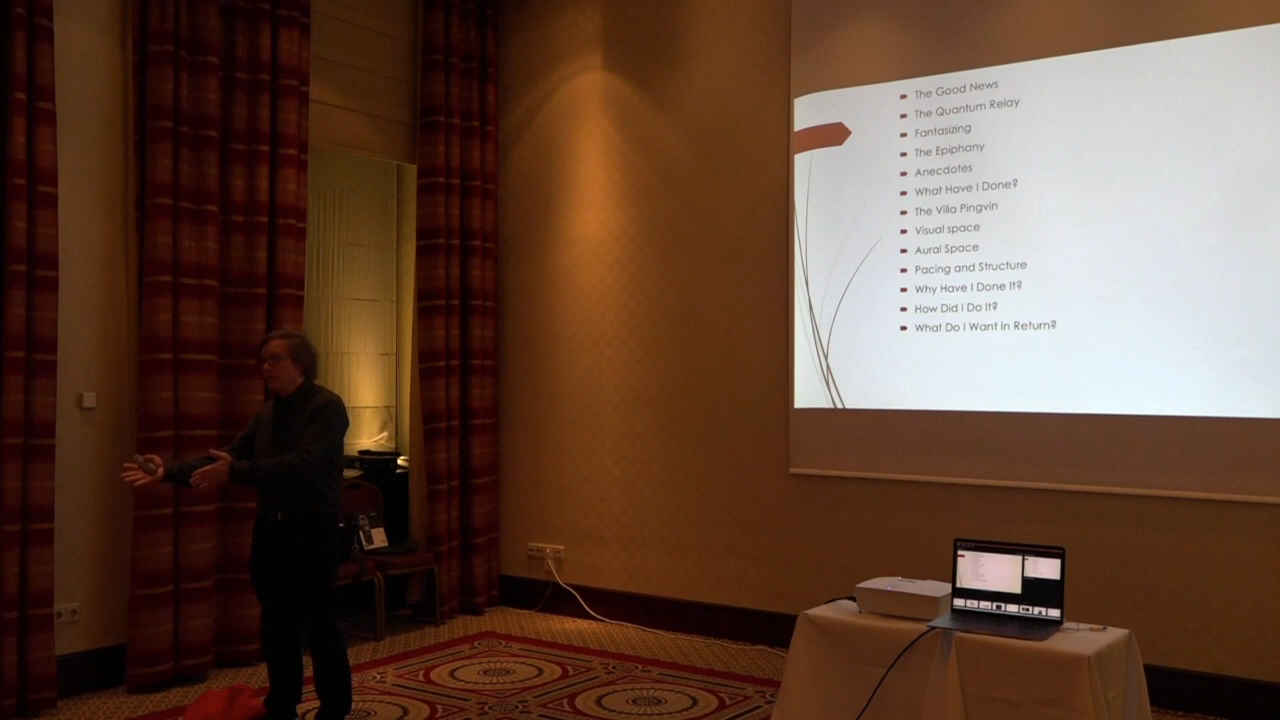 The Good News
The Quantum Relay
Fantasizing
The Epiphany
Anecdotes
What Have I Done?
The Villa Pingvin
Visual space
Aural Space
Pacing and Structure
Why Have I Done It?
How Did I Do It?
What Do I Want In Return?